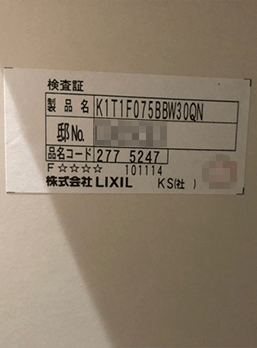 検査証
製品名 K1T1F075BBW30QN
邸No.
品名コード 277 5247
F☆☆☆☆ 101114
株式会社 LIXIL KS(社)